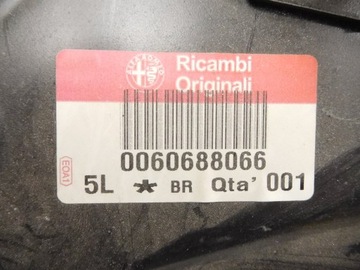 Ricambi
Originali
0060688066
5L * BR Qta' 001
EOA1